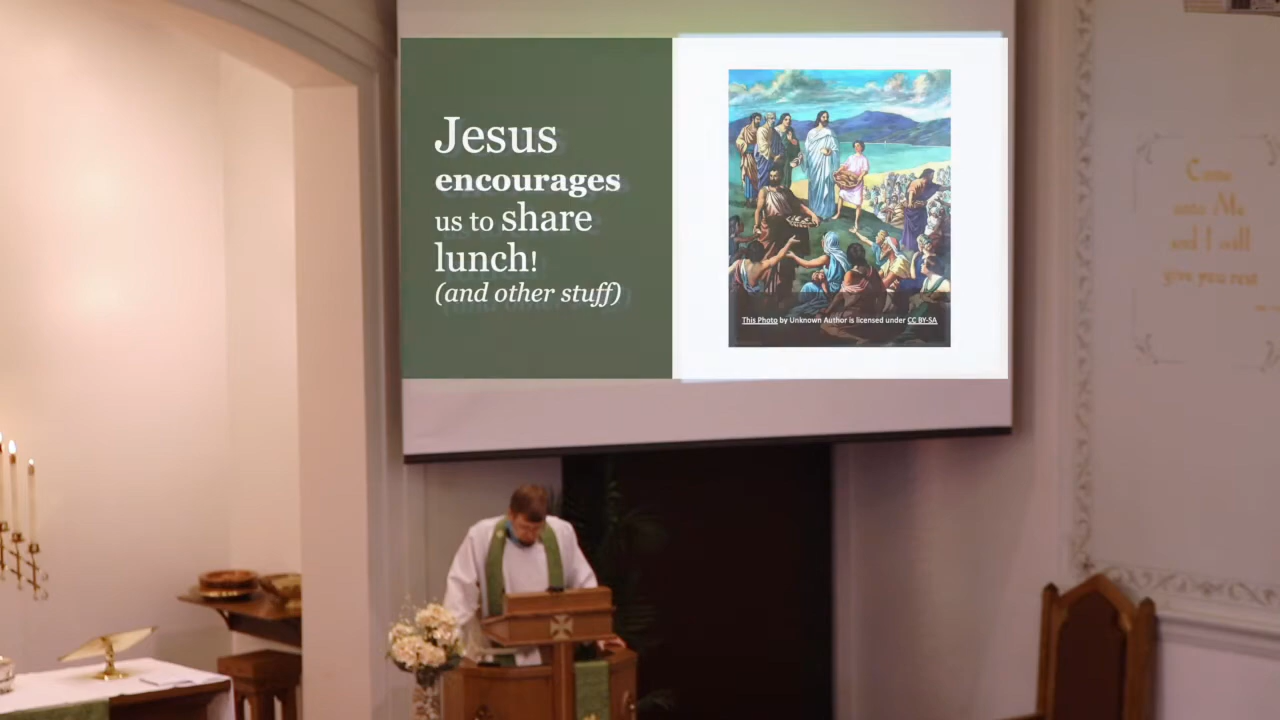 Jesus
encourages
us to share
lunch!
(and other stuff)
This Photo by Unknown Author is licensed under CC BY-SA
Come
unto Me
and I will
give you rest